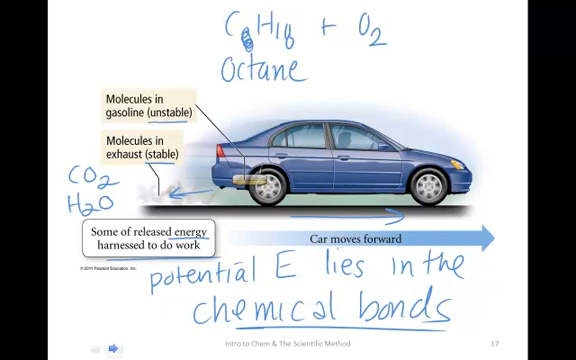 C8H18 + O2
Octane
Molecules in
gasoline (unstable)
Molecules in
exhaust (stable)
CO2
H2O
Some of released energy
harnessed to do work
Car moves forward
© 2011 Pearson Education, Inc.
potential E lies in the
chemical bonds
Intro to Chem & The Scientific Method
17